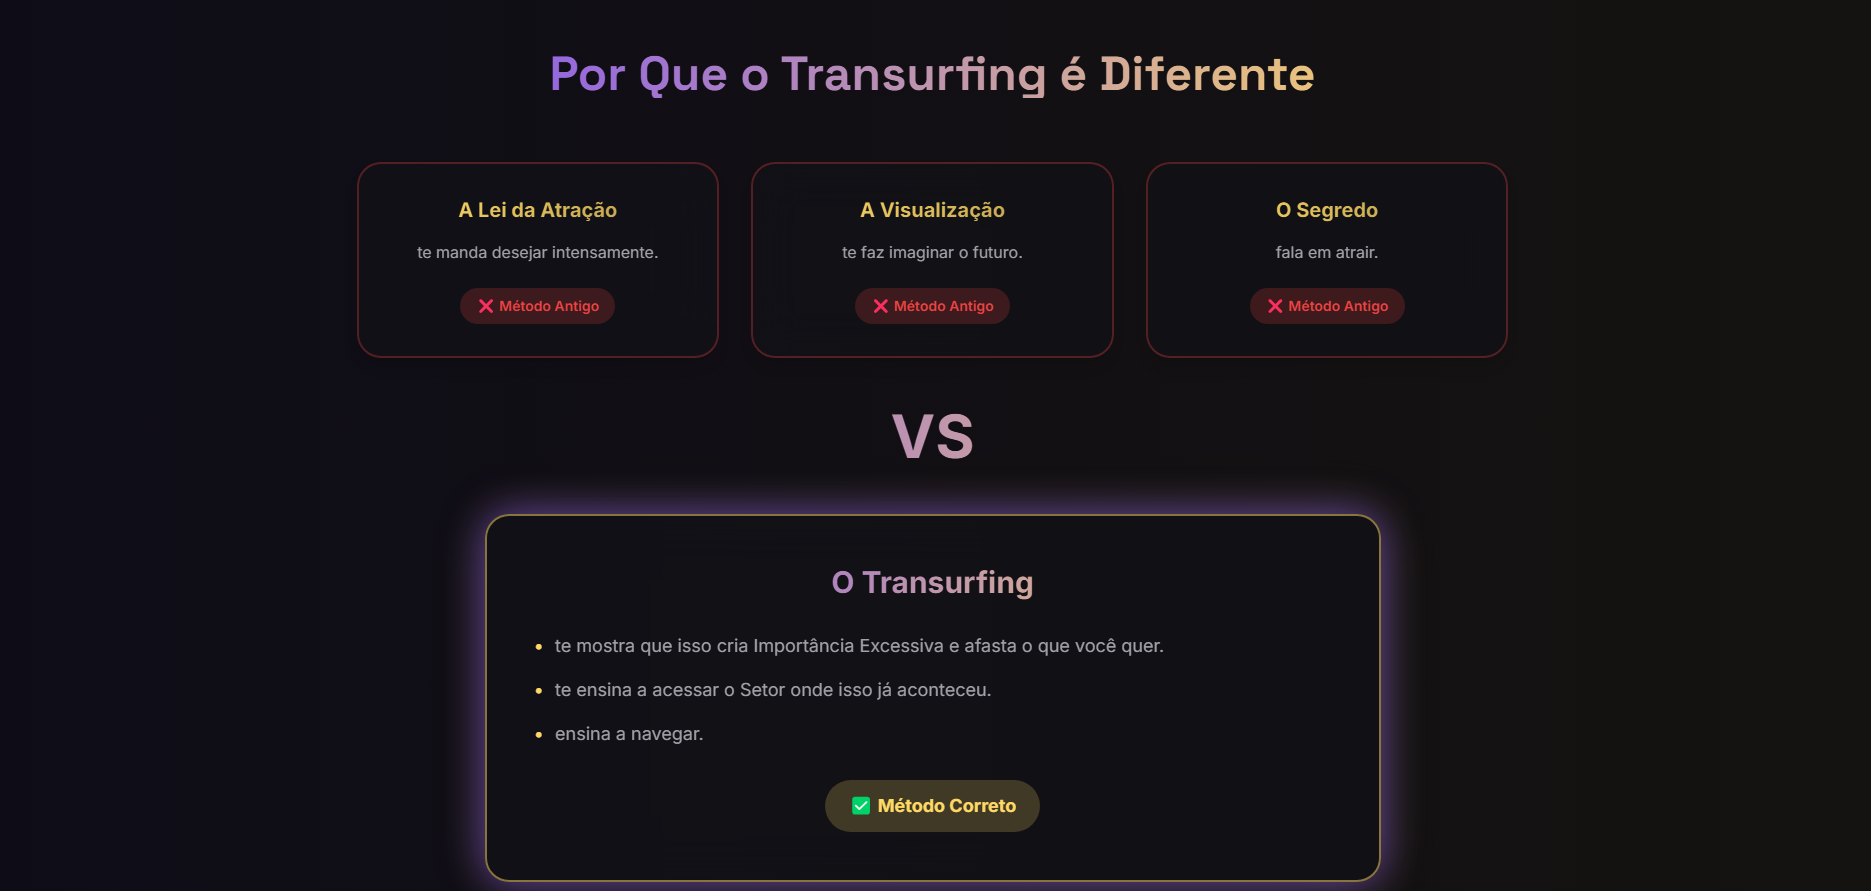 Por Que o Transurfing é Diferente
A Lei da Atração
te manda desejar intensamente.
❌ Método Antigo
A Visualização
te faz imaginar o futuro.
❌ Método Antigo
O Segredo
fala em atrair.
❌ Método Antigo
VS
O Transurfing
• te mostra que isso cria Importância Excessiva e afasta o que você quer.
• te ensina a acessar o Setor onde isso já aconteceu.
• ensina a navegar.
✅ Método Correto